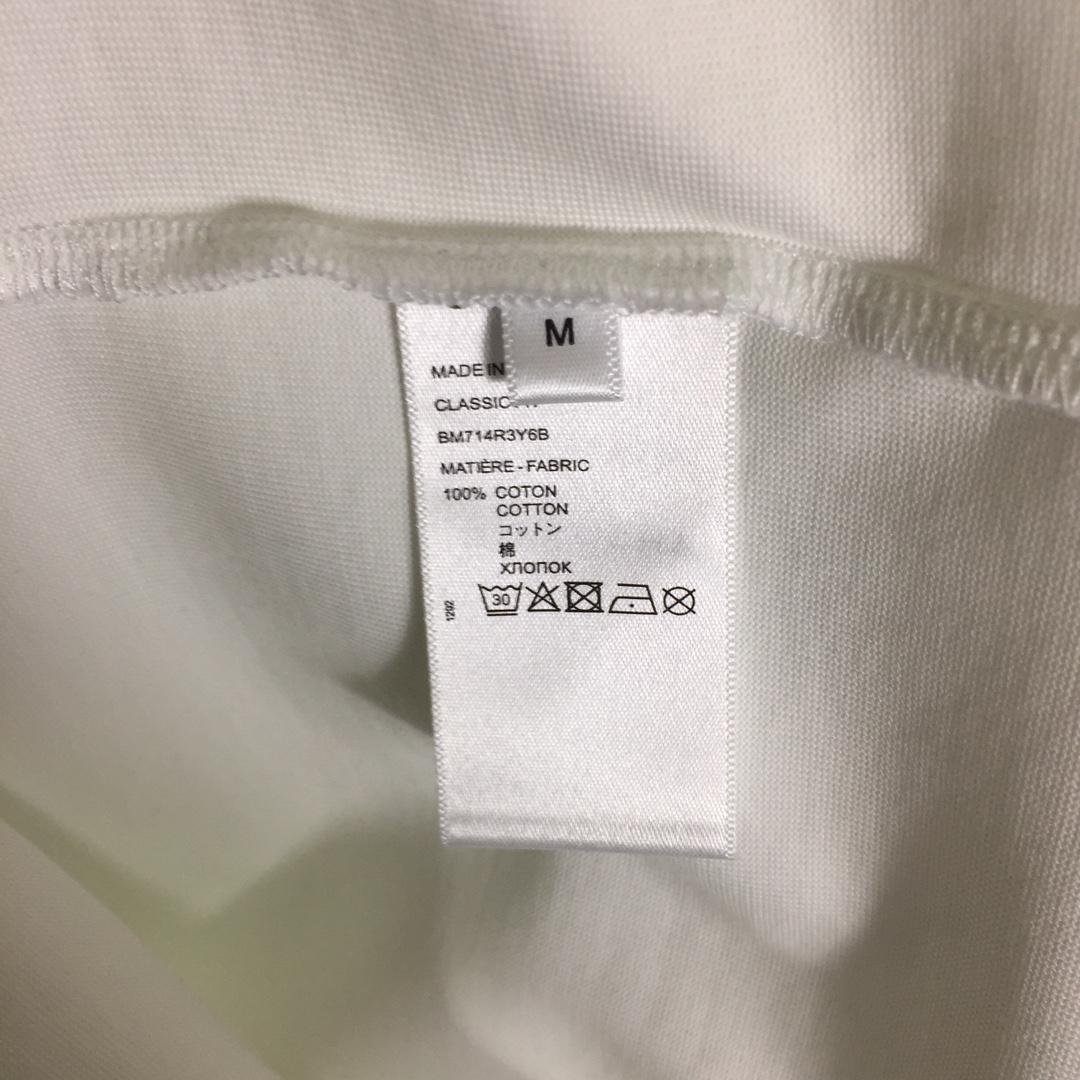 M
MADE IN
CLASSIC
BM714R3Y6B
MATIÈRE - FABRIC
100% COTON
COTTON
コットン
棉
ХЛОПОК
30
1292